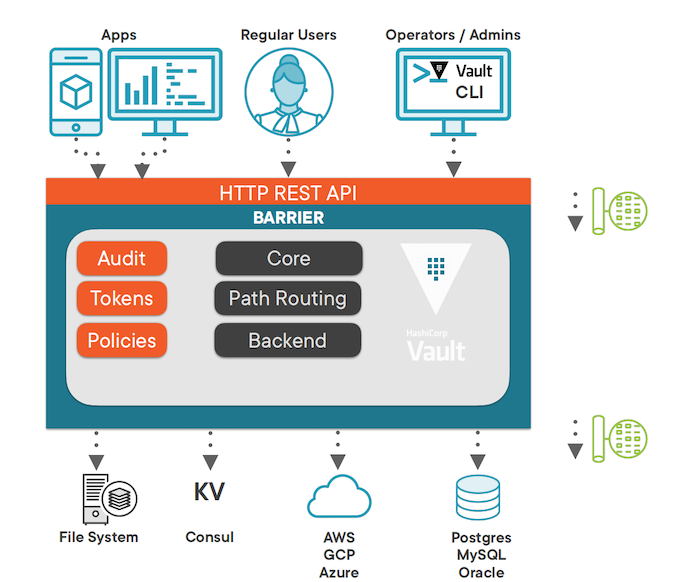 Apps
Regular Users
Operators / Admins
Vault
CLI
HTTP REST API
BARRIER
Audit
Core
Tokens
Path Routing
Policies
Backend
HashiCorp
Vault
KV
File System
Consul
AWS
GCP
Azure
Postgres
MySQL
Oracle